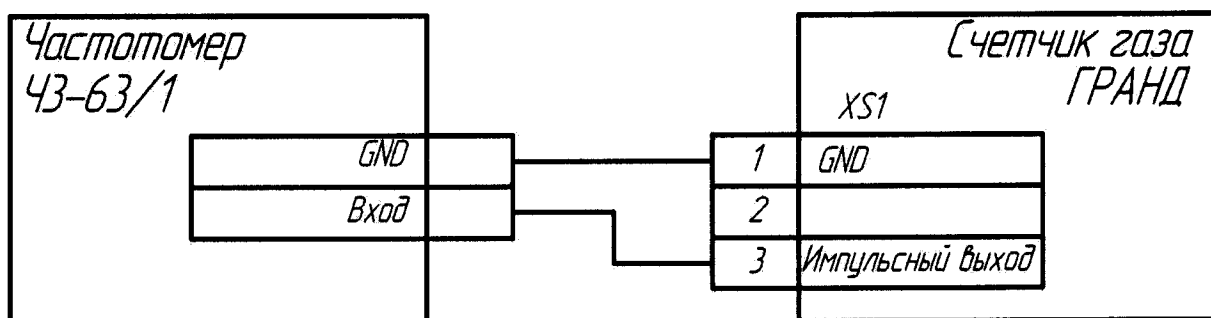 Частотомер
Ч3-63/1
GND
Вход
Счетчик газа
ГРАНД
XS1
1 GND
2
3 Импульсный выход